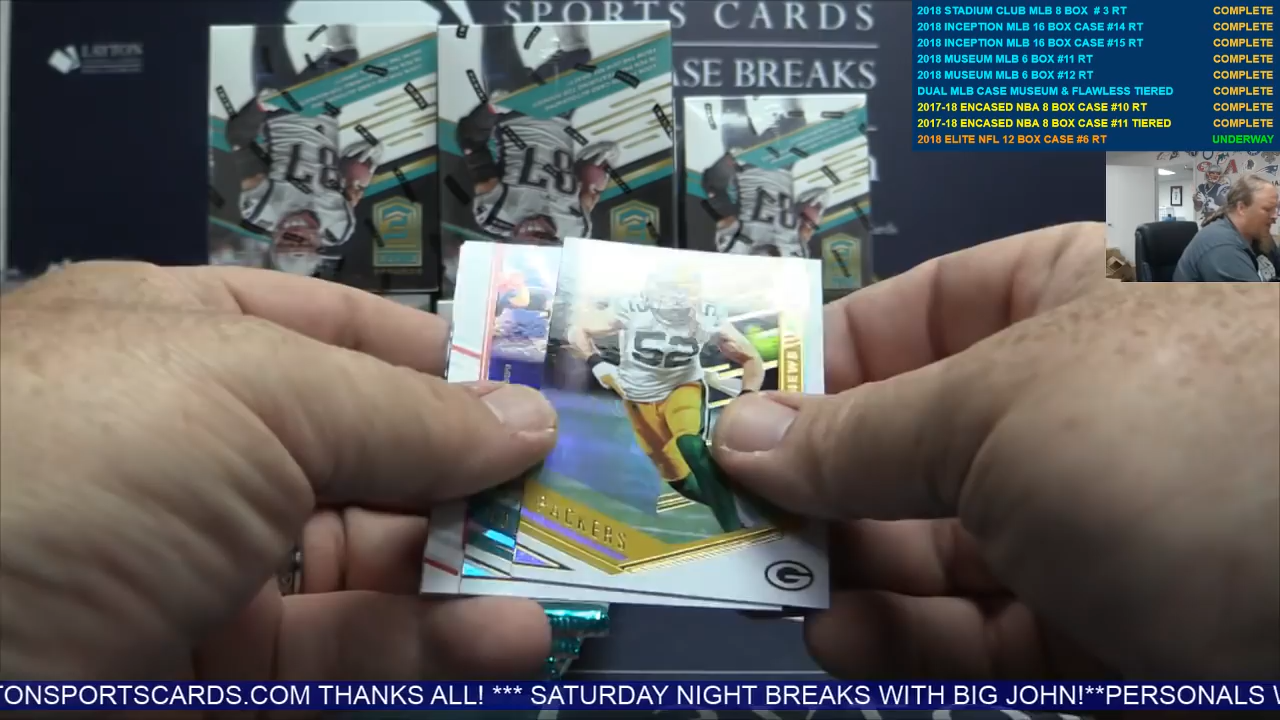 SPORTS CARDS
ASE BREAKS
LAYTON
2018 STADIUM CLUB MLB 8 BOX # 3 RT COMPLETE
2018 INCEPTION MLB 16 BOX CASE #14 RT COMPLETE
2018 INCEPTION MLB 16 BOX CASE #15 RT COMPLETE
2018 MUSEUM MLB 6 BOX #11 RT COMPLETE
2018 MUSEUM MLB 6 BOX #12 RT COMPLETE
DUAL MLB CASE MUSEUM & FLAWLESS TIERED COMPLETE
2017-18 ENCASED NBA 8 BOX CASE #10 RT COMPLETE
2017-18 ENCASED NBA 8 BOX CASE #11 TIERED COMPLETE
2018 ELITE NFL 12 BOX CASE #6 RT UNDERWAY
87
87
87
52
PACKERS
G
TONSPORTSCARDS.COM THANKS ALL! *** SATURDAY NIGHT BREAKS WITH BIG JOHN!**PERSONALS